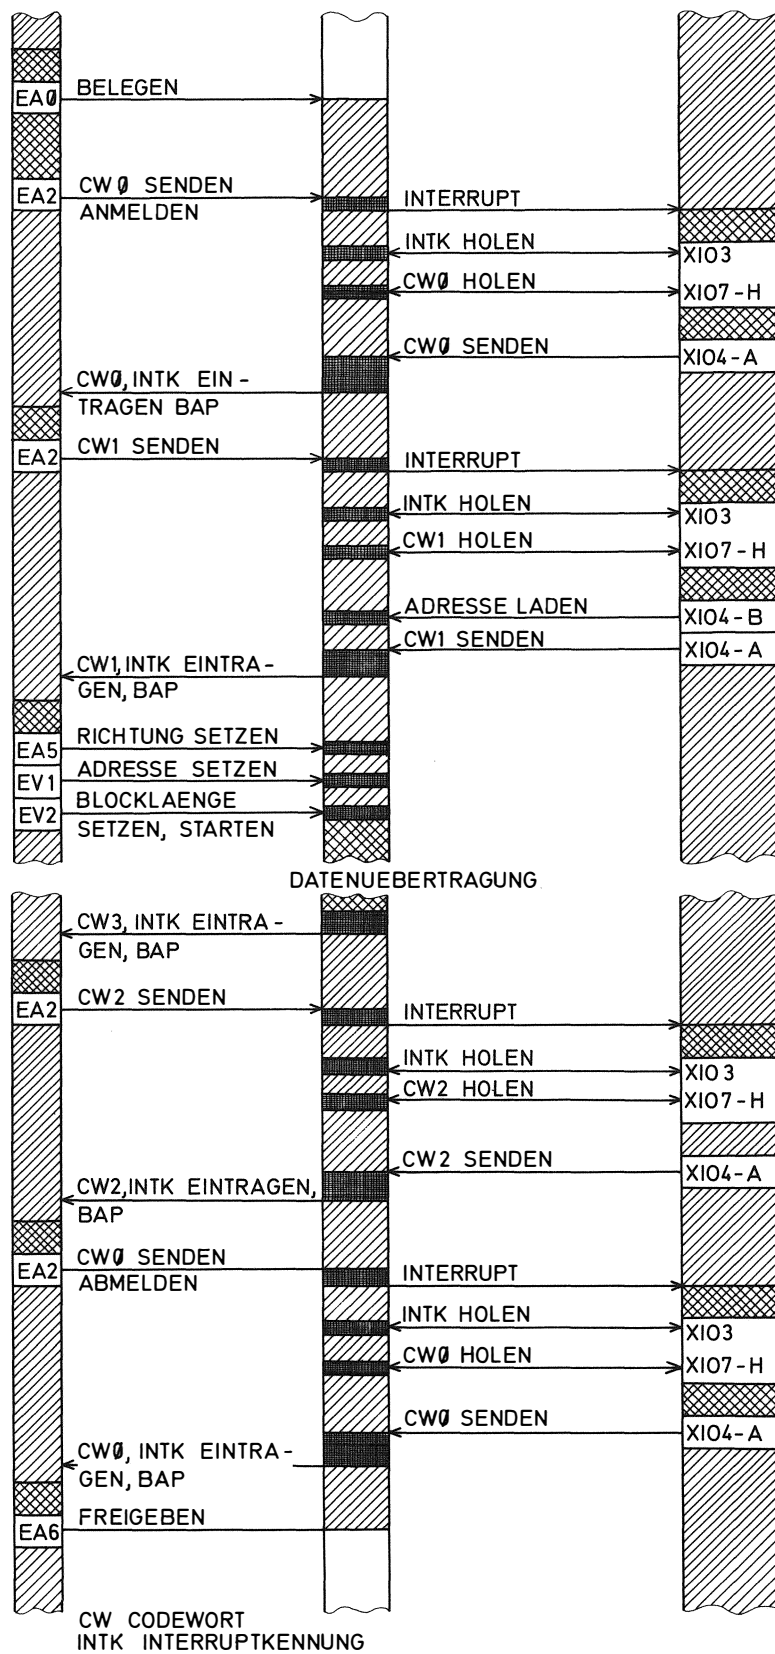 EA0 BELEGEN
EA2 CW0 SENDEN
ANMELDEN
INTERRUPT
INTK HOLEN
XIO3
CW0 HOLEN
XIO7-H
CW0 SENDEN
XIO4-A
CW0, INTK EIN-
TRAGEN BAP
EA2 CW1 SENDEN
INTERRUPT
INTK HOLEN
XIO3
CW1 HOLEN
XIO7-H
ADRESSE LADEN
XIO4-B
CW1 SENDEN
XIO4-A
CW1, INTK EINTRA-
GEN, BAP
EA5 RICHTUNG SETZEN
EV1 ADRESSE SETZEN
EV2 BLOCKLAENGE
SETZEN, STARTEN
DATENUEBERTRAGUNG
CW3, INTK EINTRA-
GEN, BAP
EA2 CW2 SENDEN
INTERRUPT
INTK HOLEN
XIO3
CW2 HOLEN
XIO7-H
CW2 SENDEN
XIO4-A
CW2, INTK EINTRAGEN,
BAP
EA2 CW0 SENDEN
ABMELDEN
INTERRUPT
INTK HOLEN
XIO3
CW0 HOLEN
XIO7-H
CW0 SENDEN
XIO4-A
CW0, INTK EINTRA-
GEN, BAP
EA6 FREIGEBEN
CW CODEWORT
INTK INTERRUPTKENNUNG